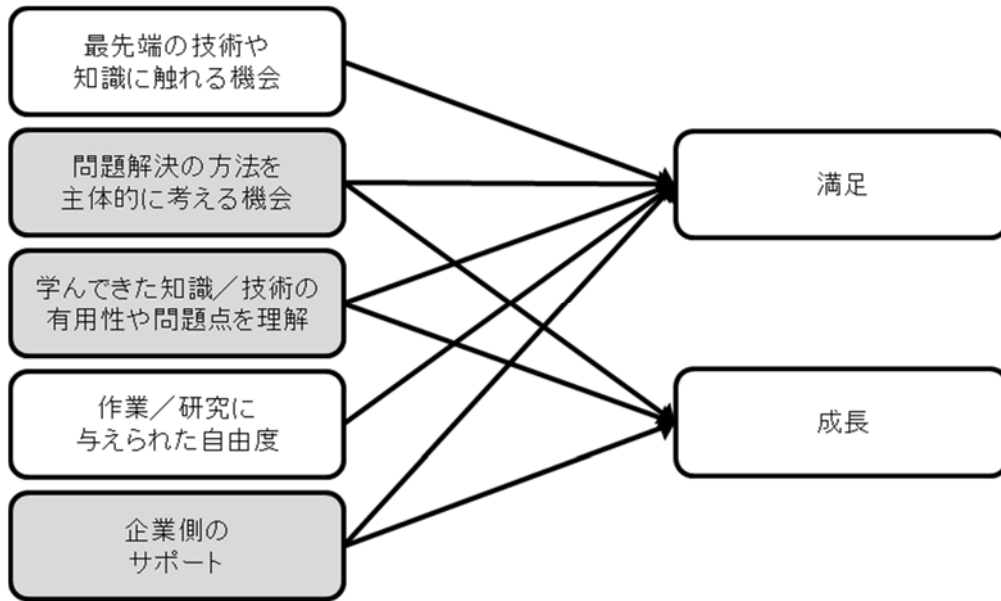 最先端の技術や
知識に触れる機会
問題解決の方法を
主体的に考える機会
学んできた知識／技術の
有用性や問題点を理解
作業／研究に
与えられた自由度
企業側の
サポート
満足
成長